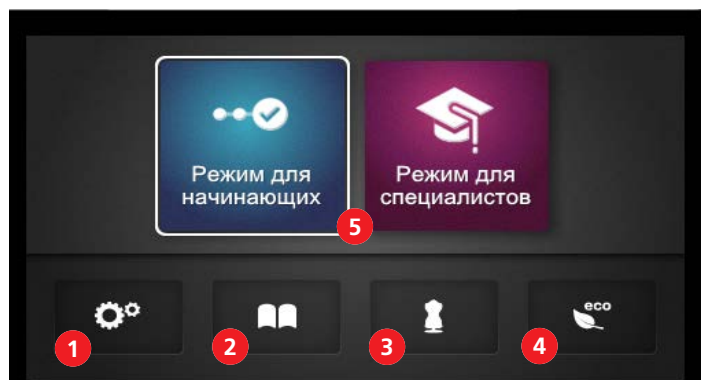 Режим для
начинающих
Режим для
специалистов
5
eco
1
2
3
4